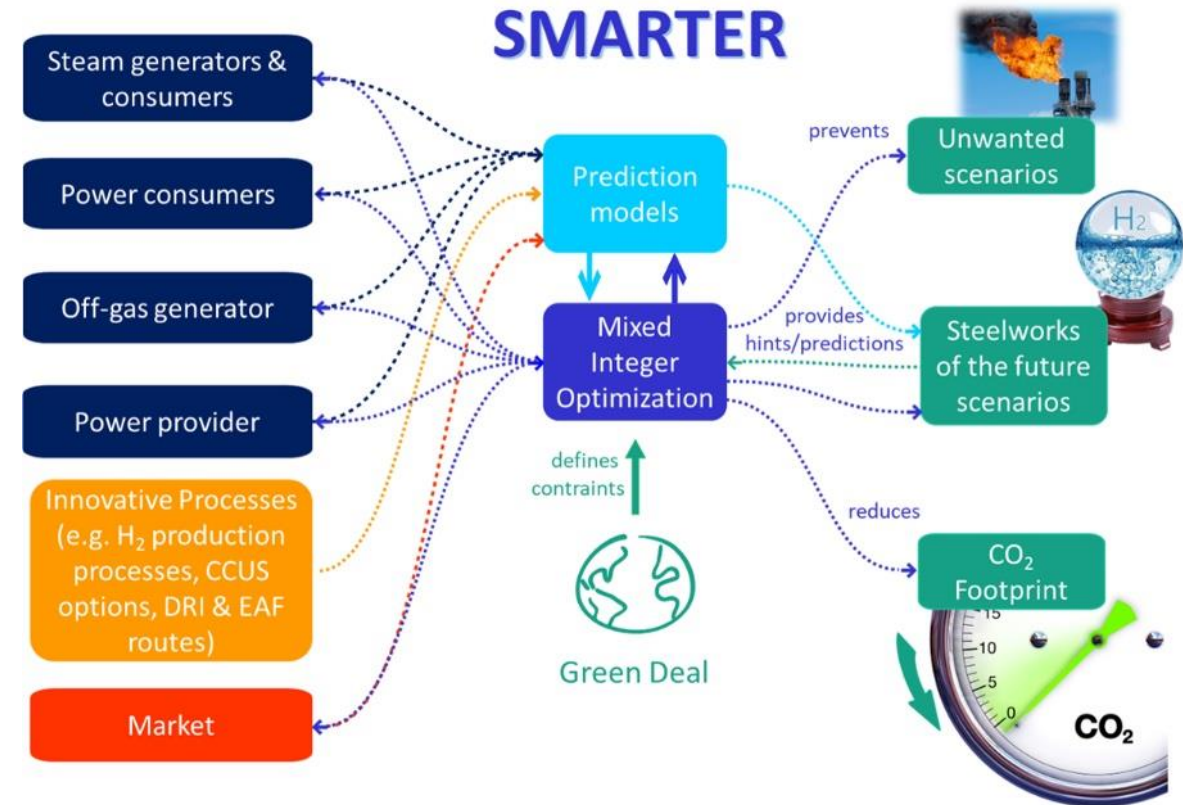 SMARTER
Steam generators &
consumers
Power consumers
Off-gas generator
Power provider
Innovative Processes
(e.g. H₂ production
processes, CCUS
options, DRI & EAF
routes)
Market
Prediction
models
Mixed
Integer
Optimization
defines
contraints
Green Deal
prevents
Unwanted
scenarios
H₂
provides
hints/predictions
Steelworks
of the future
scenarios
reduces
CO₂
Footprint
15
10
5
0
CO₂